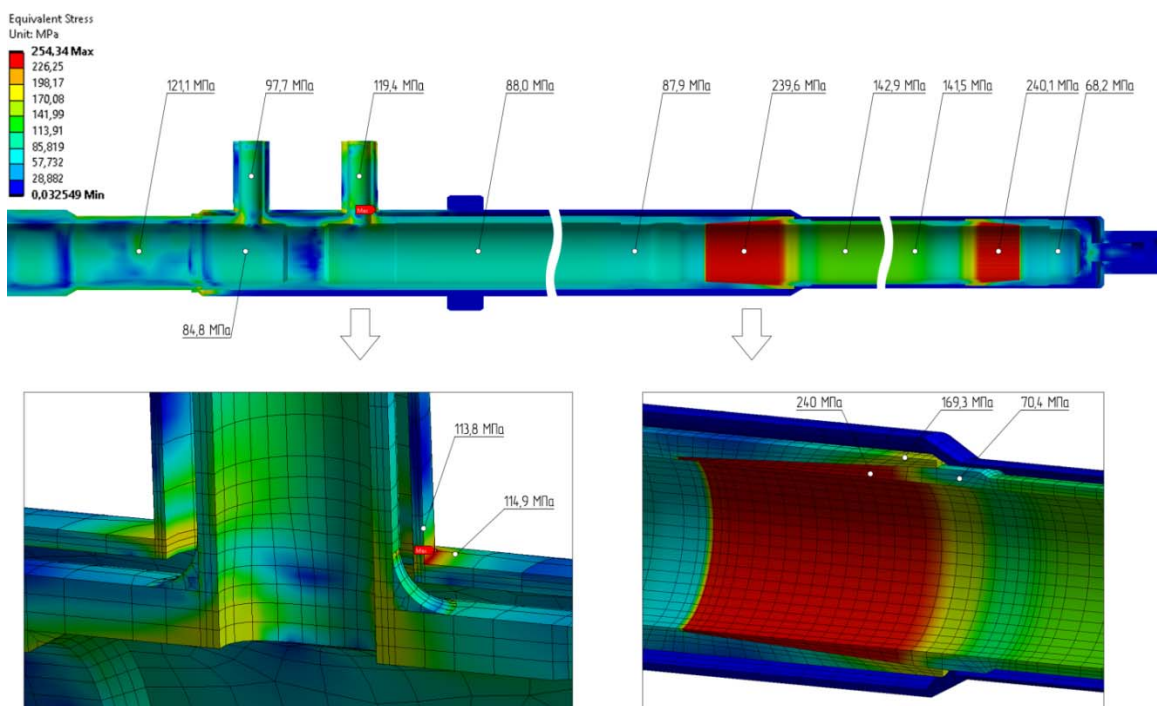 Equivalent Stress
Unit: MPa
254,34 Max
226,25
198,17
170,08
141,99
113,91
85,819
57,732
28,882
0,032549 Min
121,1 МПа
97,7 МПа
119,4 МПа
88,0 МПа
87,9 МПа
239,6 МПа
142,9 МПа
141,5 МПа
240,1 МПа
68,2 МПа
Max
84,8 МПа
113,8 МПа
114,9 МПа
Max
240 МПа
169,3 МПа
70,4 МПа